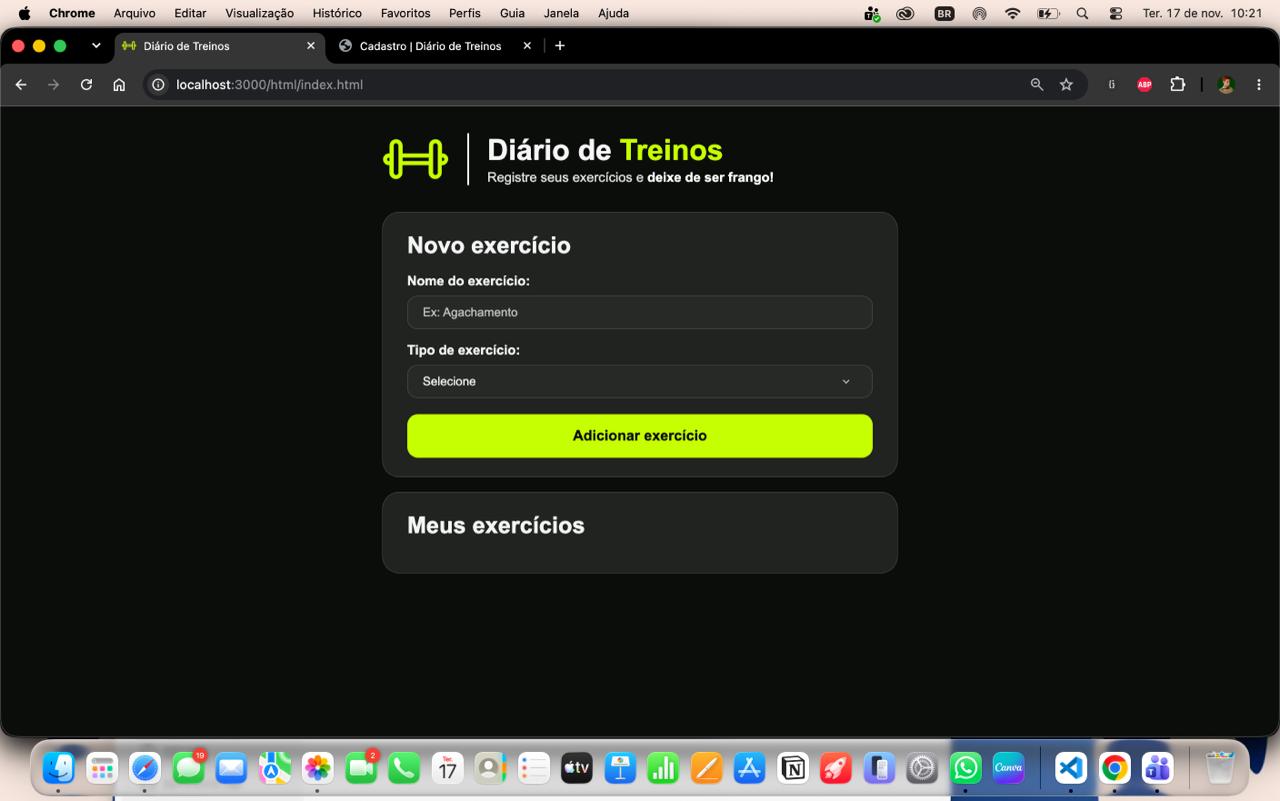 Chrome Arquivo Editar Visualização Histórico Favoritos Perfis Guia Janela Ajuda BR Ter. 17 de nov. 10:21
Diário de Treinos Cadastro | Diário de Treinos
localhost:3000/html/index.html ABP
Diário de Treinos
Registre seus exercícios e deixe de ser frango!
Novo exercício
Nome do exercício:
Ex: Agachamento
Tipo de exercício:
Selecione
Adicionar exercício
Meus exercícios
19 2 Ter. 17 tv Canva